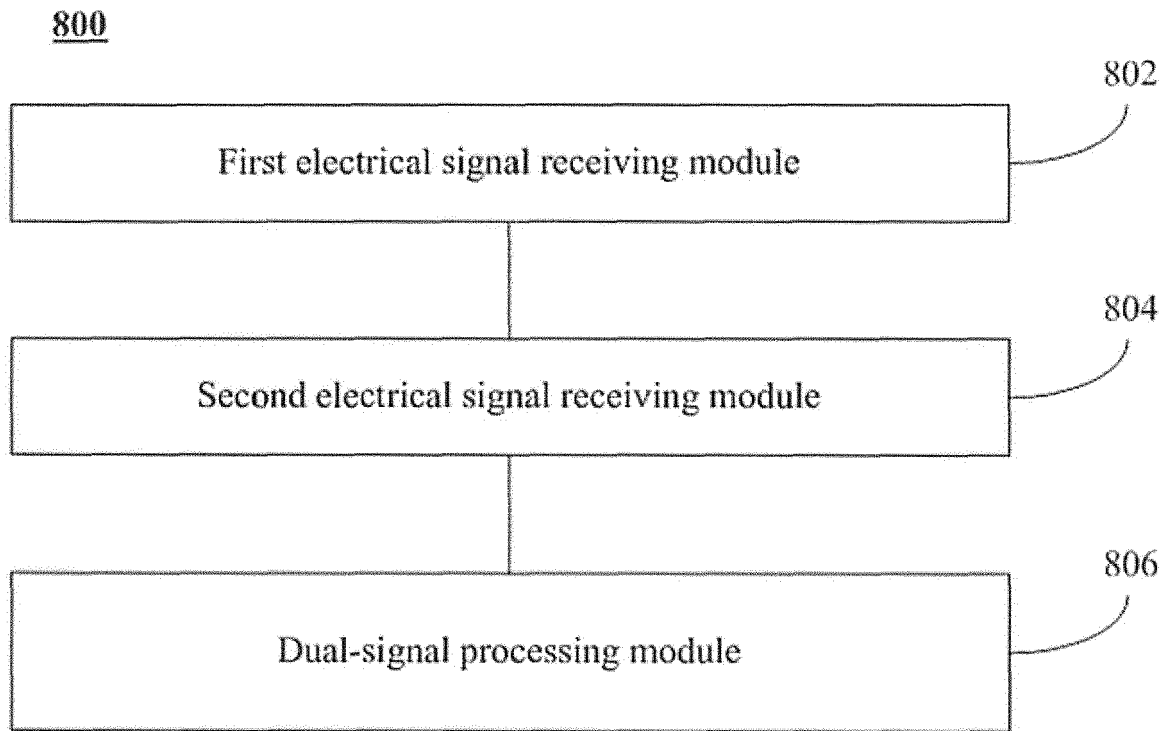 800
802
First electrical signal receiving module
804
Second electrical signal receiving module
806
Dual-signal processing module